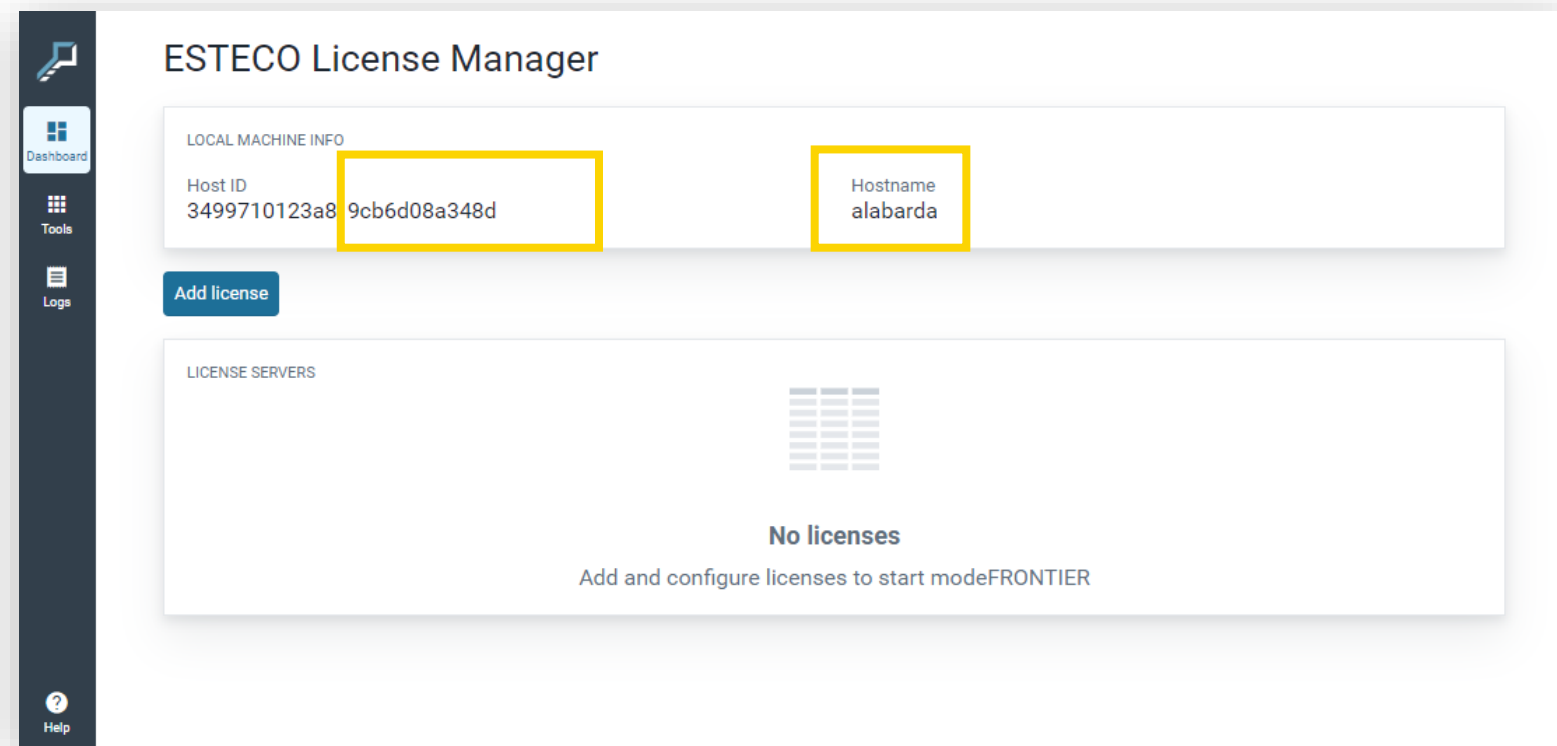 ESTECO License Manager
Dashboard
Tools
Logs
Help
LOCAL MACHINE INFO
Host ID
Hostname
alabarda
Add license
LICENSE SERVERS
No licenses
Add and configure licenses to start modeFRONTIER